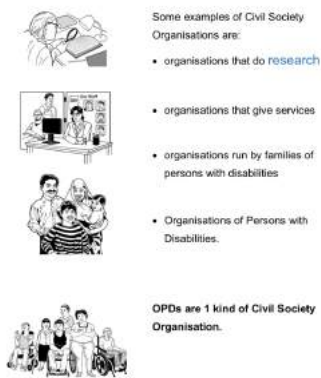 Some examples of Civil Society
Organisations are:
• organisations that do research
• organisations that give services
• organisations run by families of
persons with disabilities
• Organisations of Persons with
Disabilities.
OPDs are 1 kind of Civil Society
Organisation.